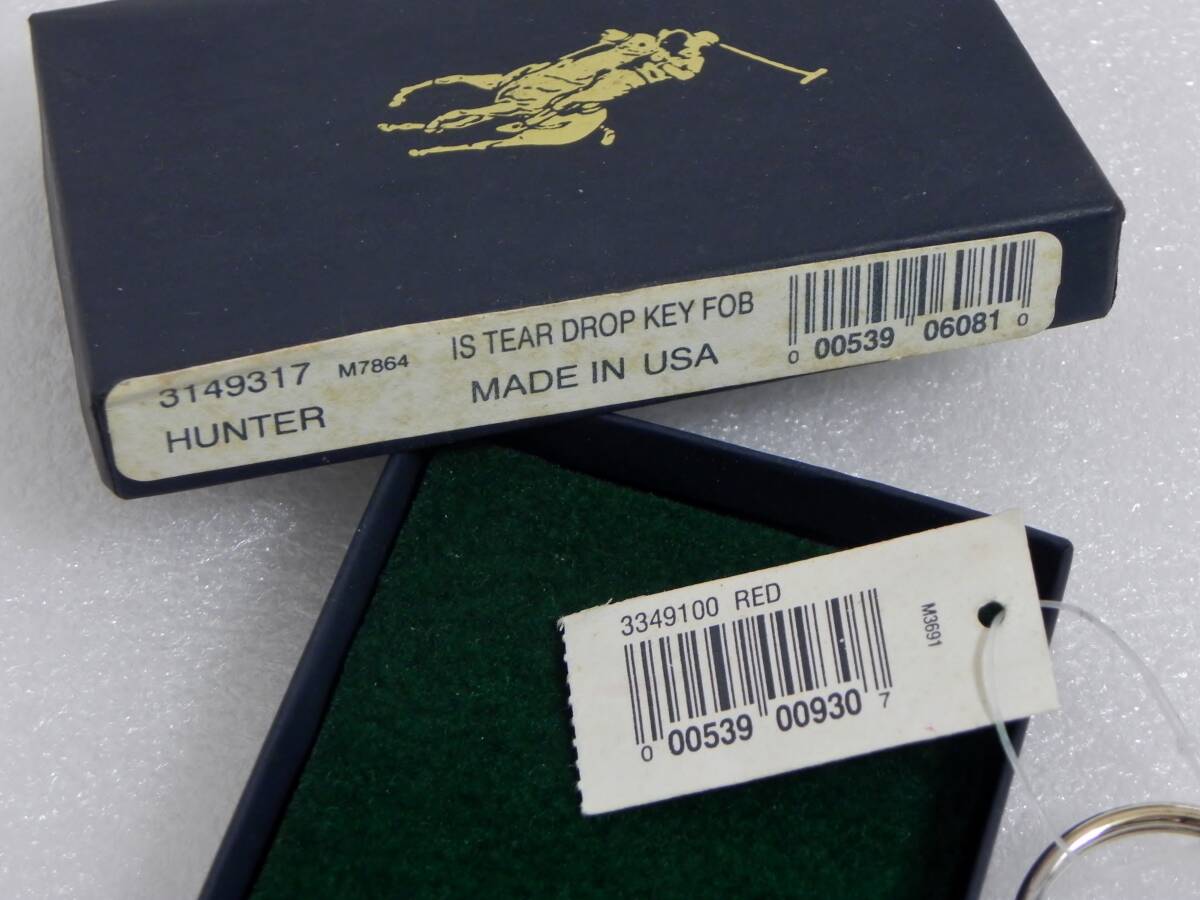 3149317 M7864 IS TEAR DROP KEY FOB
HUNTER MADE IN USA
0 00539 06081 0
3349100 RED
M3691
0 00539 00930 7